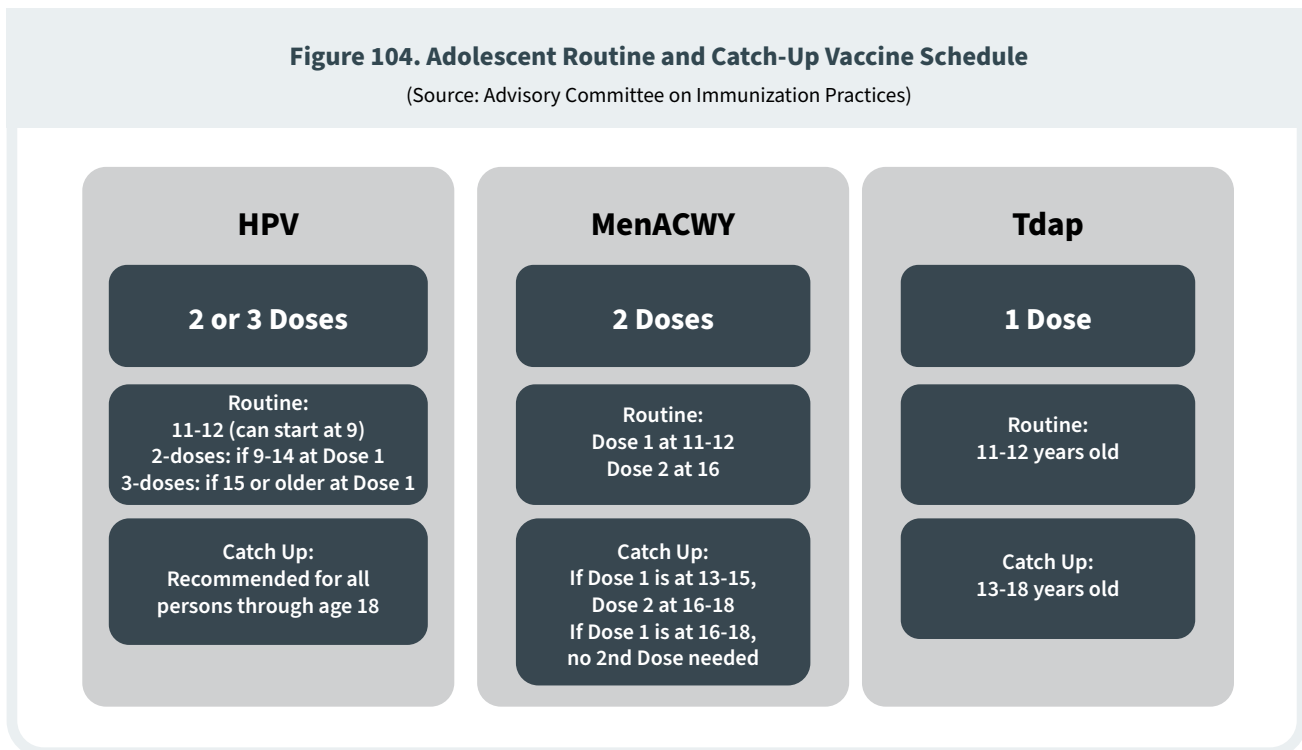 Figure 104. Adolescent Routine and Catch-Up Vaccine Schedule
(Source: Advisory Committee on Immunization Practices)
HPV
2 or 3 Doses
Routine:
11-12 (can start at 9)
2-doses: if 9-14 at Dose 1
3-doses: if 15 or older at Dose 1
Catch Up:
Recommended for all
persons through age 18
MenACWY
2 Doses
Routine:
Dose 1 at 11-12
Dose 2 at 16
Catch Up:
If Dose 1 is at 13-15,
Dose 2 at 16-18
If Dose 1 is at 16-18,
no 2nd Dose needed
Tdap
1 Dose
Routine:
11-12 years old
Catch Up:
13-18 years old